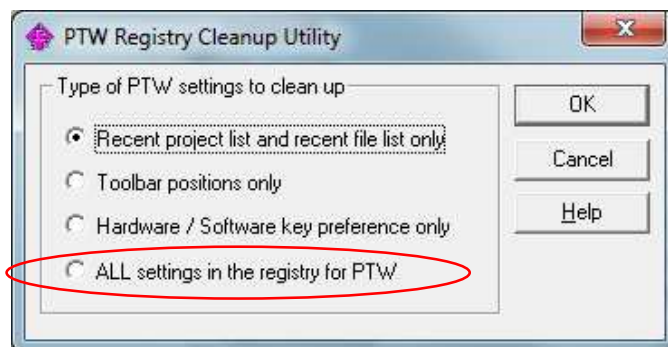 PTW Registry Cleanup Utility
Type of PTW settings to clean up
Recent project list and recent file list only
Toolbar positions only
Hardware / Software key preference only
ALL settings in the registry for PTW
OK
Cancel
Help